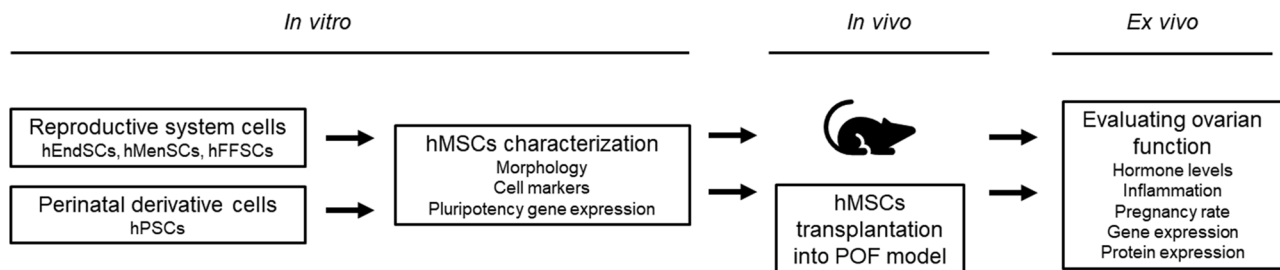 In vitro
In vivo
Ex vivo
Reproductive system cells
hEndSCs, hMenSCs, hFFSCs
Perinatal derivative cells
hPSCs
hMSCs characterization
Morphology
Cell markers
Pluripotency gene expression
hMSCs
transplantation
into POF model
Evaluating ovarian
function
Hormone levels
Inflammation
Pregnancy rate
Gene expression
Protein expression